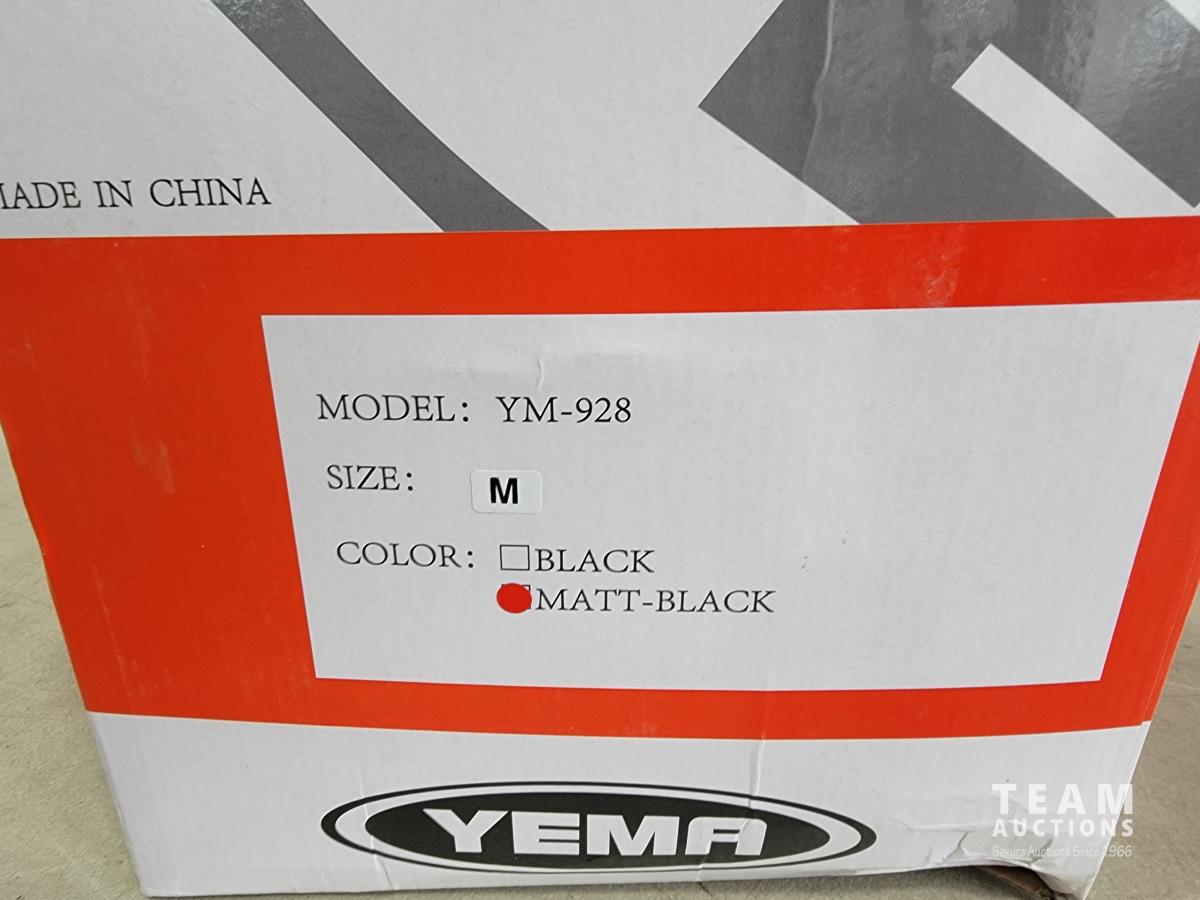 MADE IN CHINA
MODEL: YM-928
SIZE: M
COLOR: BLACK
MATT-BLACK
YEMA
TEAM
AUCTIONS
Sakura Auctions Since 1966